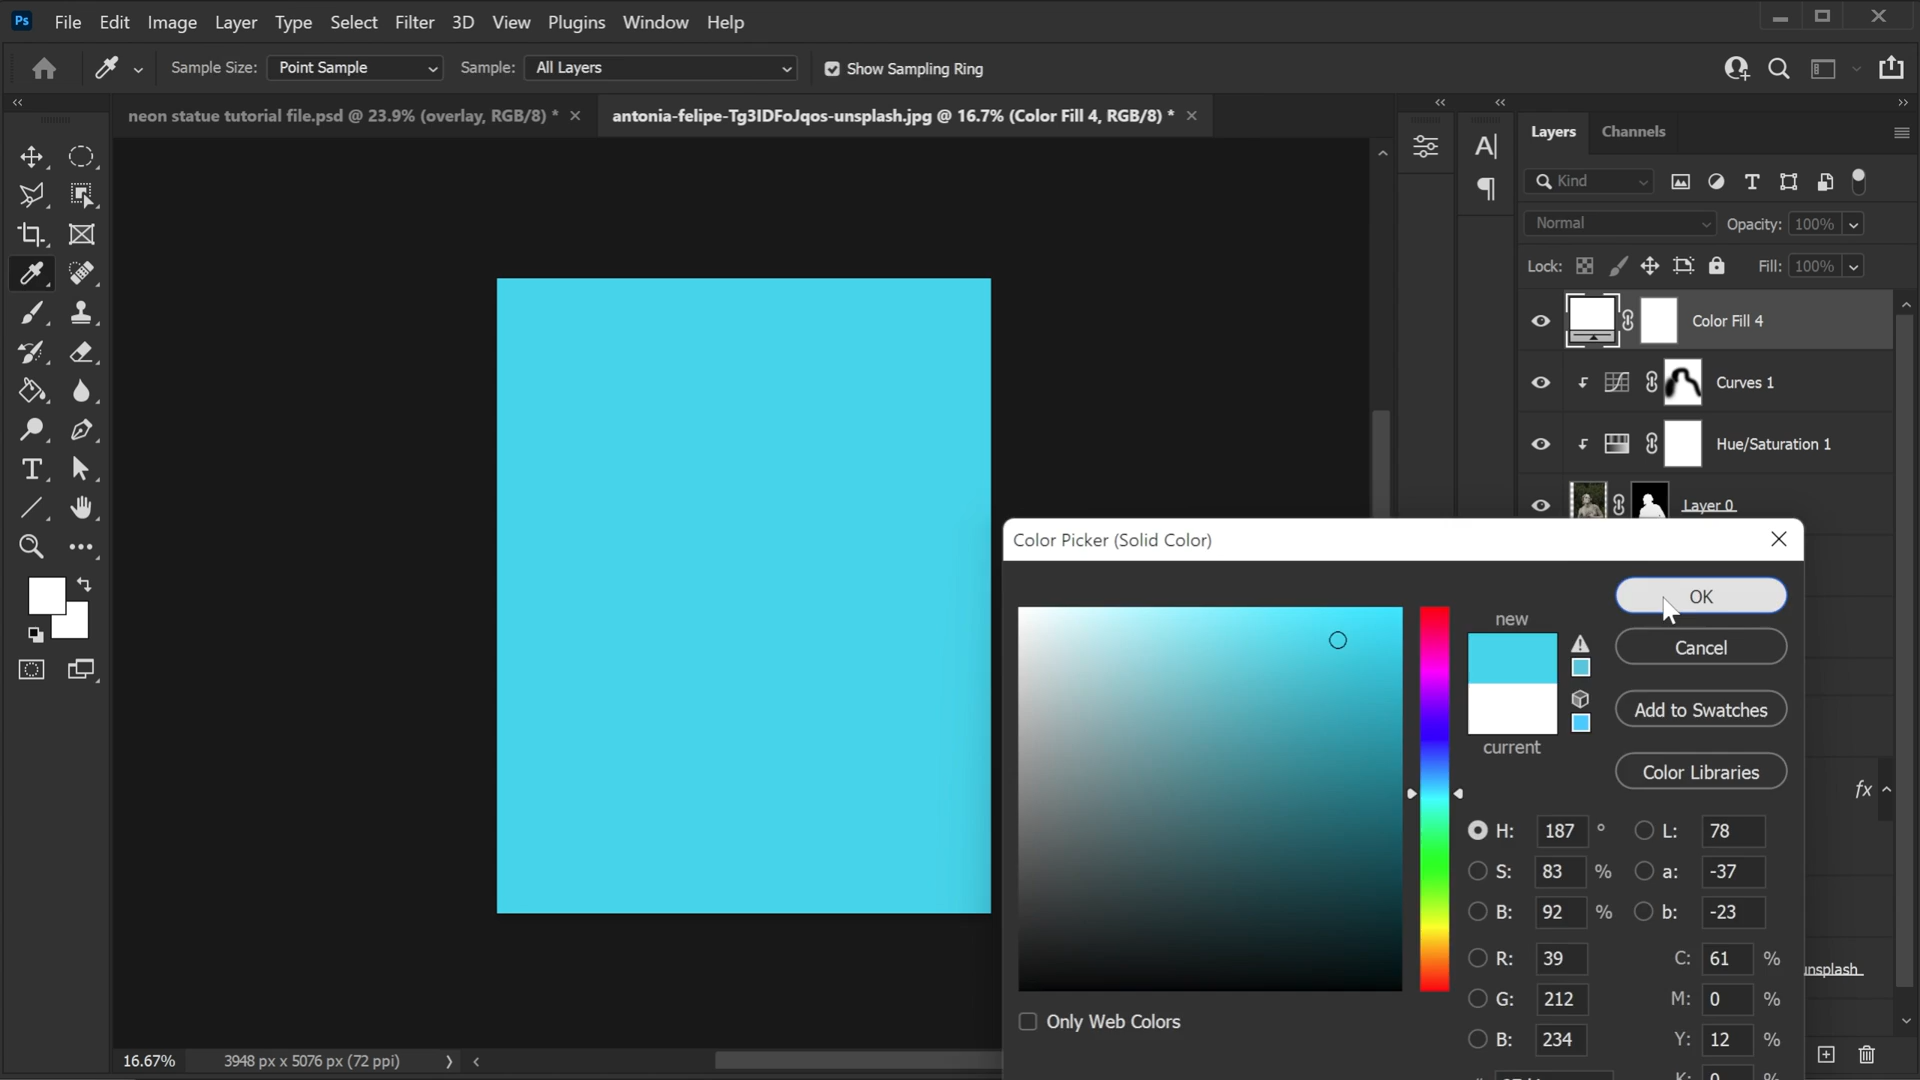 Ps File Edit Image Layer Type Select Filter 3D View Plugins Window Help
Sample Size: Point Sample Sample: All Layers Show Sampling Ring
neon statue tutorial file.psd @ 23.9% (overlay, RGB/8) *
antonia-felipe-Tg3IDFoJqos-unsplash.jpg @ 16.7% (Color Fill 4, RGB/8) *
Layers Channels
Kind
Normal Opacity: 100%
Lock: Fill: 100%
Color Fill 4
Curves 1
Hue/Saturation 1
Layer 0
Color Picker (Solid Color)
OK
new
Cancel
Add to Swatches
current
Color Libraries
fx
H: 187 ° L: 78
S: 83 % a: -37
B: 92 % b: -23
R: 39 C: 61 %
unsplash
G: 212 M: 0 %
Only Web Colors
B: 234 Y: 12 %
16.67% 3948 px x 5076 px (72 ppi)